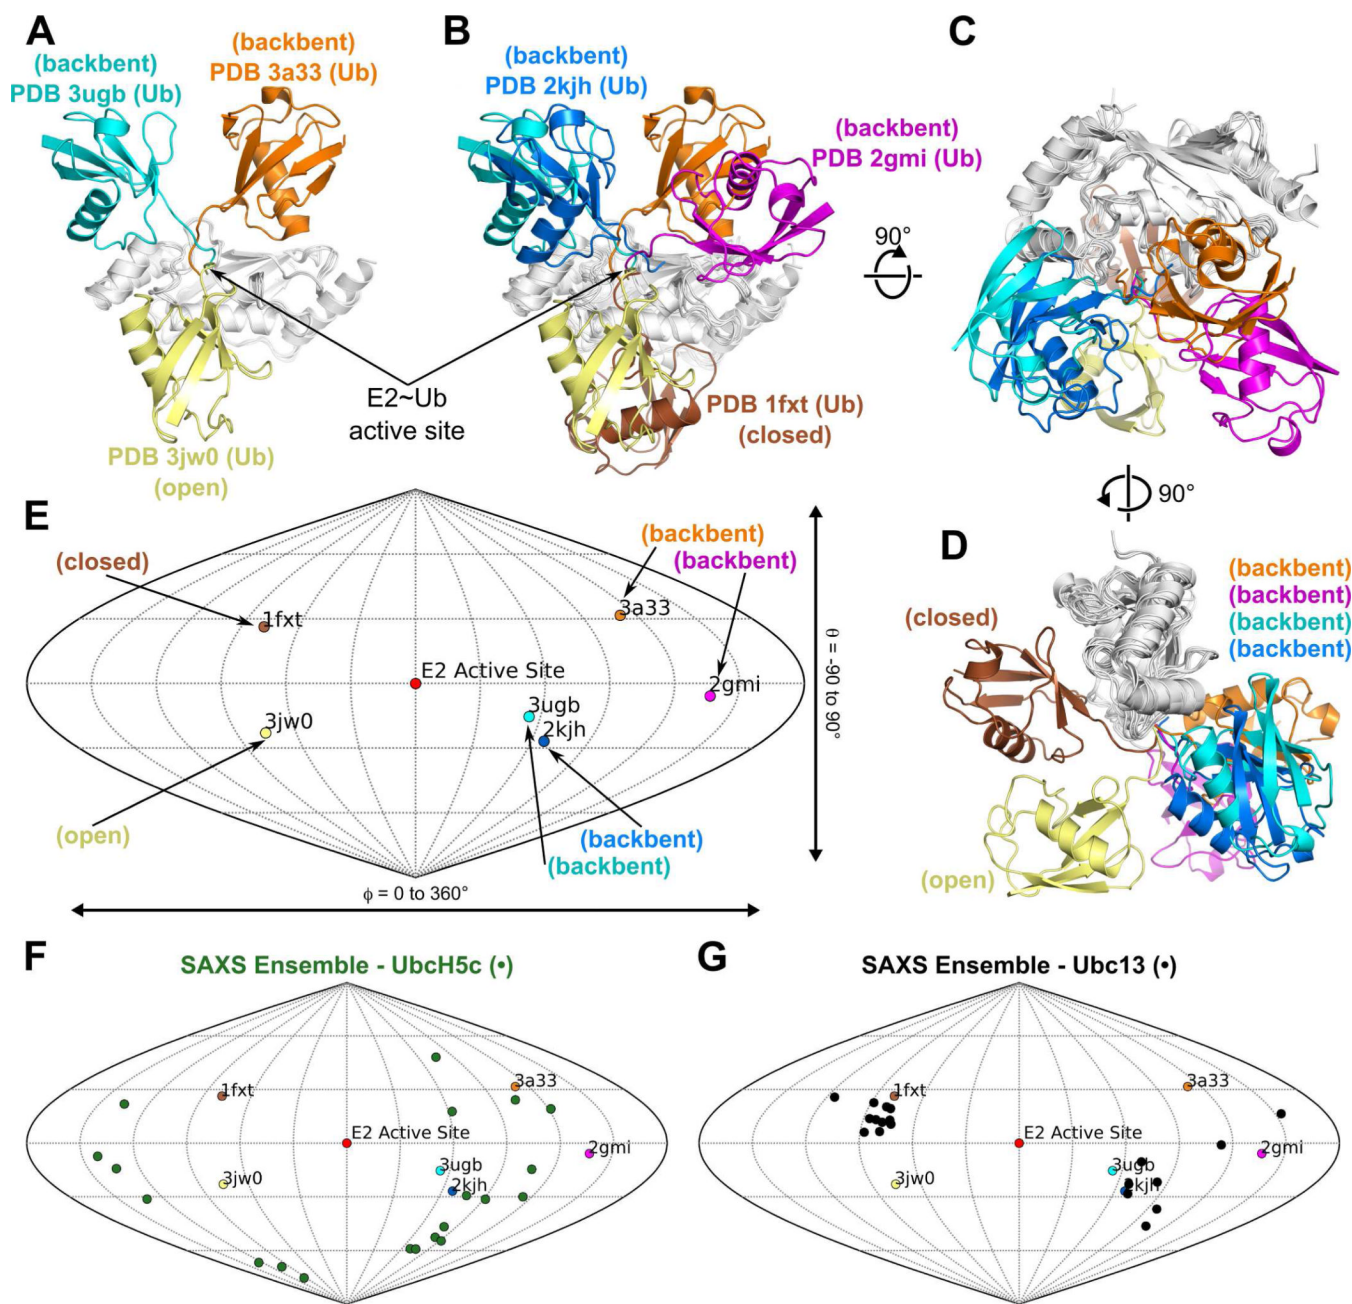 A
(backbent)
PDB 3ugb (Ub)
(backbent)
PDB 3a33 (Ub)
PDB 3jw0 (Ub)
(open)
E2~Ub
active site
B
(backbent)
PDB 2kjh (Ub)
(backbent)
PDB 2gmi (Ub)
PDB 1fxt (Ub)
(closed)
90°
C
90°
D
(closed)
(open)
(backbent)
(backbent)
(backbent)
(backbent)
E
(closed)
1fxt
(backbent)
(backbent)
3a33
E2 Active Site
2gmi
3ugb
2kjh
3jw0
(open)
(backbent)
(backbent)
θ = -90 to 90°
ϕ = 0 to 360°
F
SAXS Ensemble - UbcH5c (•)
1fxt
3a33
E2 Active Site
2gmi
3ugb
2kjh
3jw0
G
SAXS Ensemble - Ubc13 (•)
1fxt
3a33
E2 Active Site
2gmi
3ugb
2kjh
3jw0